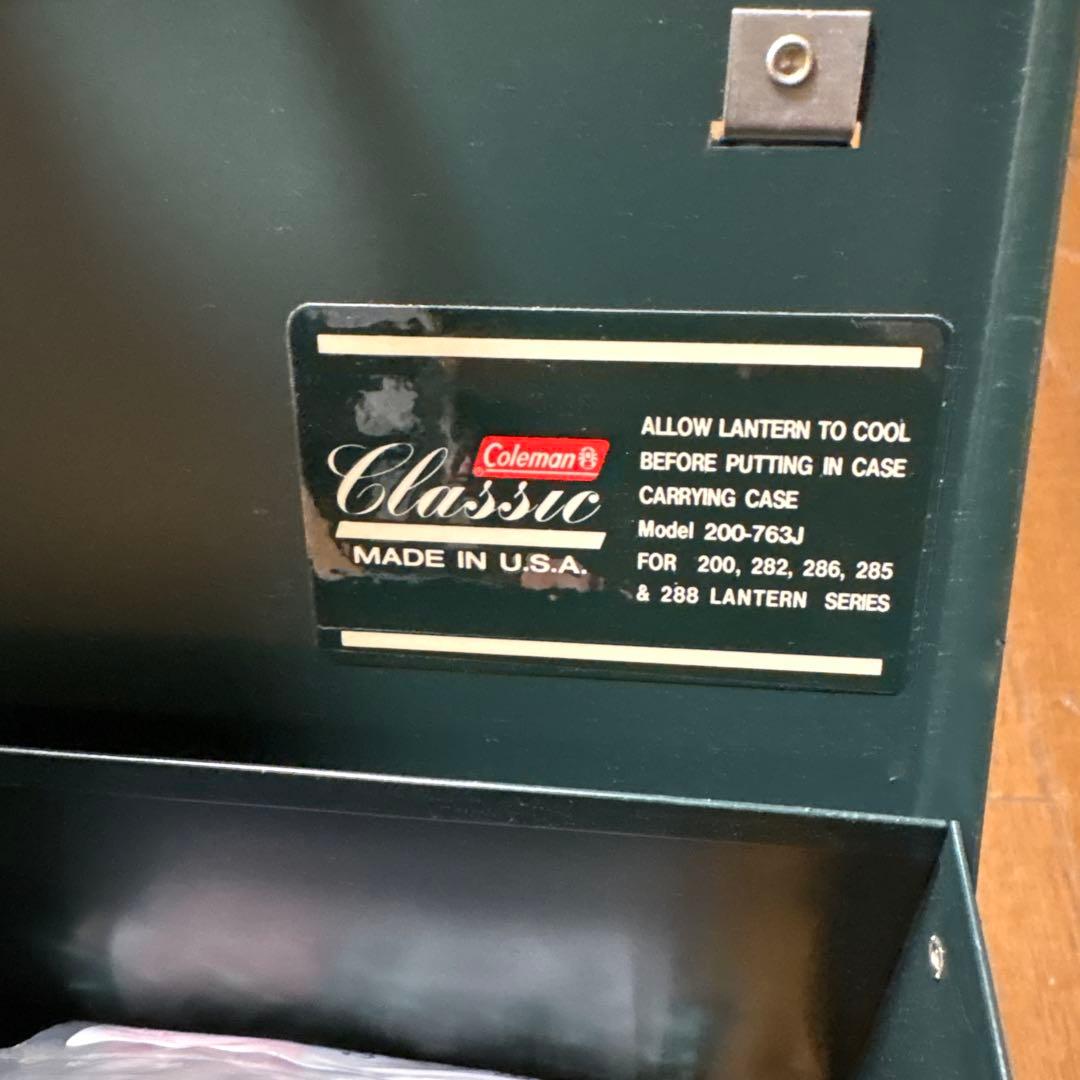 Coleman
Classic
MADE IN U.S.A.
ALLOW LANTERN TO COOL
BEFORE PUTTING IN CASE
CARRYING CASE
Model 200-763J
FOR 200, 282, 286, 285
& 288 LANTERN SERIES